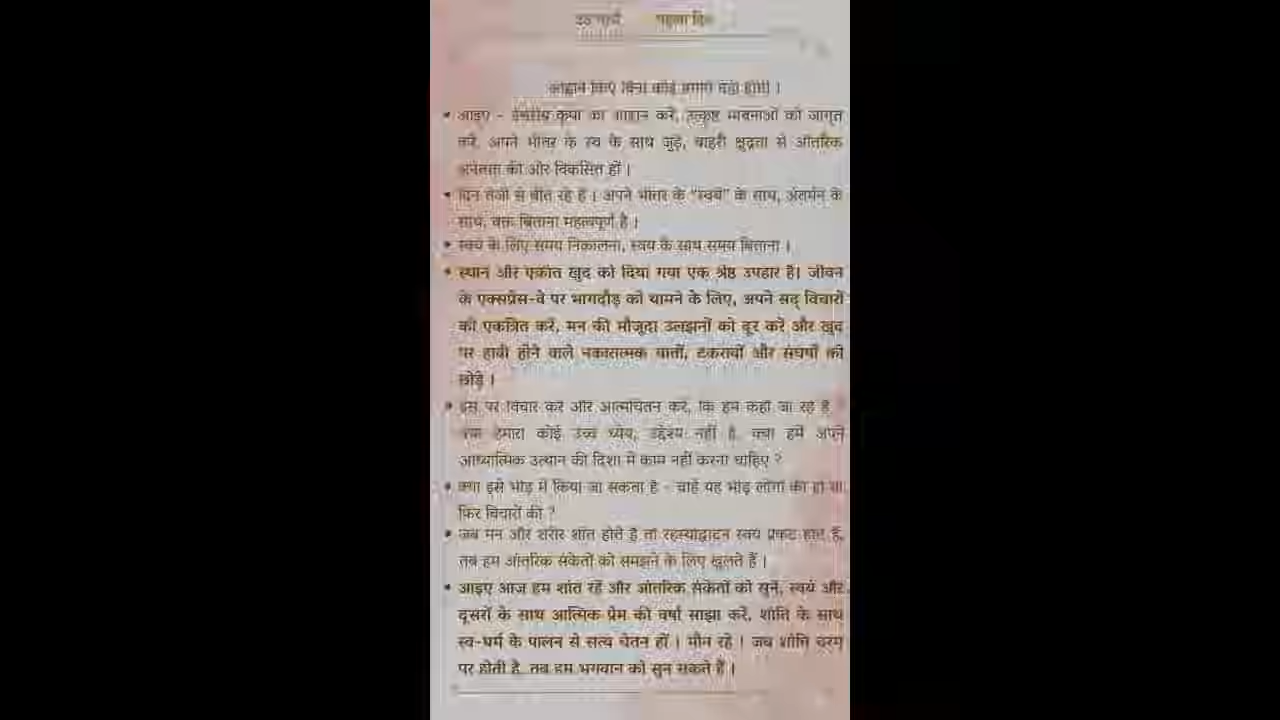 पहला दिन
आह्वान किए बिना कोई प्रगति नहीं होगी ।
• आइए - ईश्वरीय कृपा का आह्वान करें, उत्कृष्ट भावनाओं को जागृत
करें, अपने भीतर के स्व के साथ जुड़ें, बाहरी क्षुद्रता से आंतरिक
अनंतता की ओर विकसित हों ।
• दिन तेजी से बीत रहे हैं । अपने भीतर के “स्वयं” के साथ, अंतर्मन के
साथ, वक्त बिताना महत्वपूर्ण है ।
• स्वयं के लिए समय निकालना, स्वयं के साथ समय बिताना ।
• स्थान और एकांत खुद को दिया गया एक श्रेष्ठ उपहार है। जीवन
के एक्सप्रेस-वे पर भागदौड़ को थामने के लिए, अपने सद् विचारों
को एकत्रित करें, मन की मौजूदा उलझनों को दूर करें और खुद
पर हावी होने वाले नकारात्मक बातों, टकरावों और संघर्षों को
छोड़ें ।
• इस पर विचार करें और आत्मचिंतन करें, कि हम कहाँ जा रहे हैं ?
क्या हमारा कोई उच्च ध्येय, उद्देश्य नहीं है, क्या हमें अपने
आध्यात्मिक उत्थान की दिशा में काम नहीं करना चाहिए ?
• क्या इसे भीड़ में किया जा सकता है - चाहें यह भीड़ लोगों की हो या
फिर विचारों की ?
• जब मन और शरीर शांत होते हैं तो रहस्योद्घाटन स्वयं प्रकट होते हैं,
तब हम आंतरिक संकेतों को समझने के लिए खुलते हैं ।
• आइए आज हम शांत रहें और आंतरिक संकेतों को सुनें, स्वयं और
दूसरों के साथ आत्मिक प्रेम की वर्षा साझा करें, शांति के साथ
स्व-धर्म के पालन से सत्य चेतन हों । मौन रहें । जब शांति चरम
पर होती है, तब हम भगवान को सुन सकते हैं ।